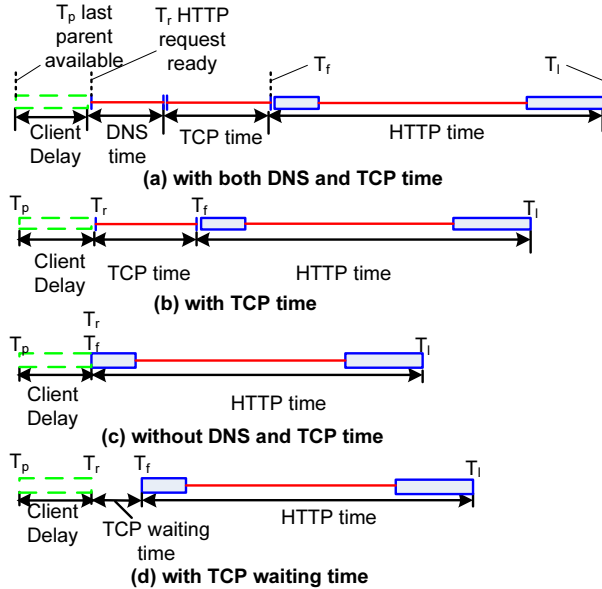 Tp last
parent
available
Tr HTTP
request
ready
Tf
Tl
Client
Delay
DNS
time
TCP time
HTTP time
(a) with both DNS and TCP time
Tp
Tr
Tf
Tl
Client
Delay
TCP time
HTTP time
(b) with TCP time
Tr
Tp
Tf
Tl
Client
Delay
HTTP time
(c) without DNS and TCP time
Tp
Tr
Tf
Tl
Client
Delay
TCP waiting
time
HTTP time
(d) with TCP waiting time